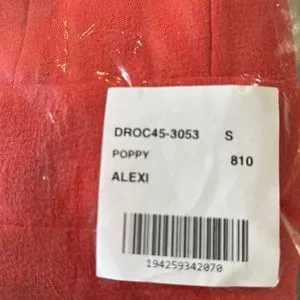 DROC45-3053 S
POPPY 810
ALEXI
194259342070